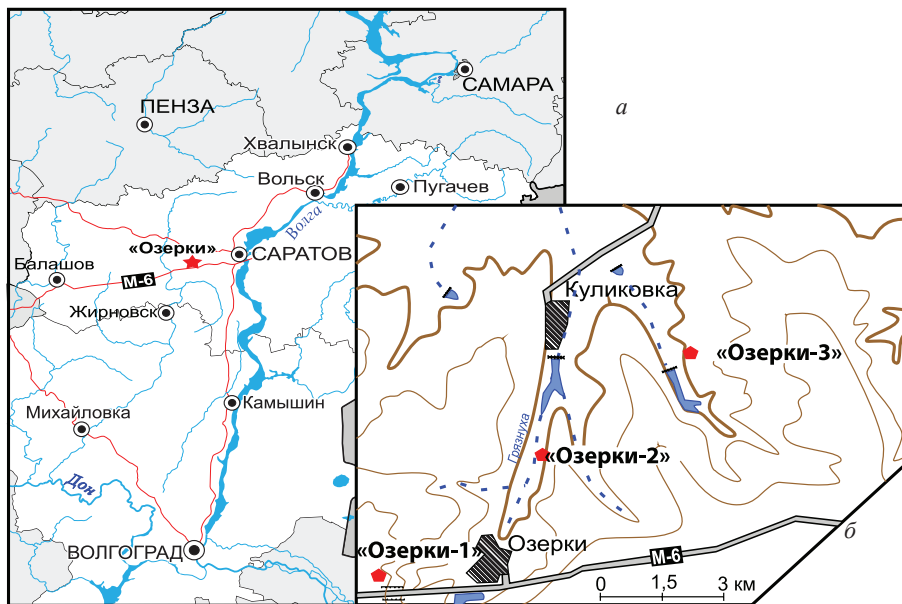 САМАРА
а
ПЕНЗА
Хвалынск
Вольск
Пугачев
Волга
«Озерки»
САРАТОВ
Балашов
М-6
Жирновск
Камышин
Михайловка
Дон
ВОЛГОГРАД
Куликовка
«Озерки-3»
Грязнуха
«Озерки-2»
б
Озерки
«Озерки-1»
М-6
0 1,5 3 км